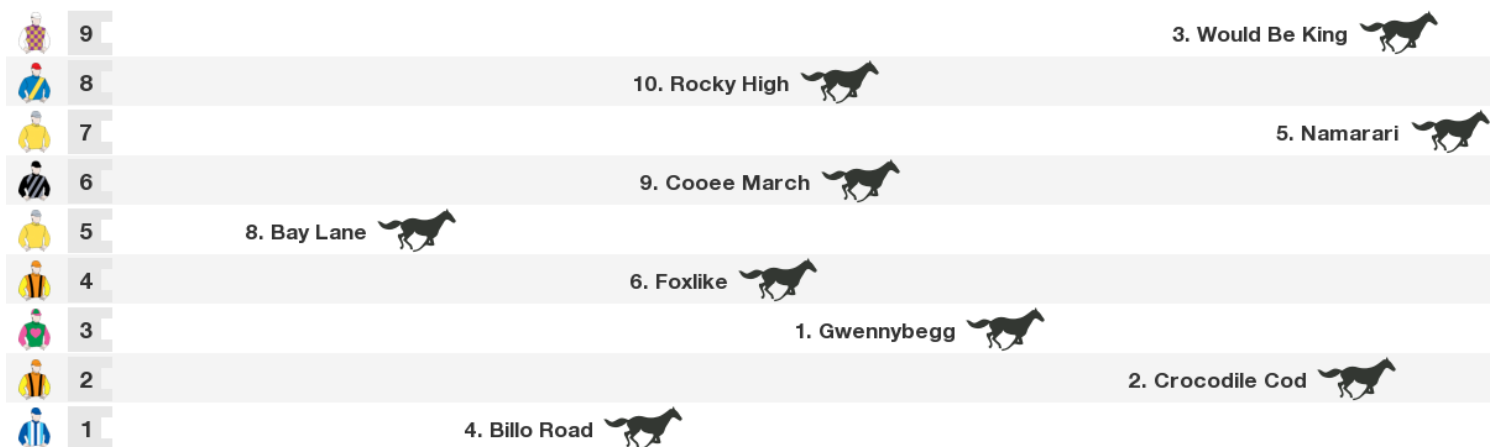 9 3. Would Be King
8 10. Rocky High
7 5. Namarari
6 9. Cooee March
5 8. Bay Lane
4 6. Foxlike
3 1. Gwennybegg
2 2. Crocodile Cod
1 4. Billo Road